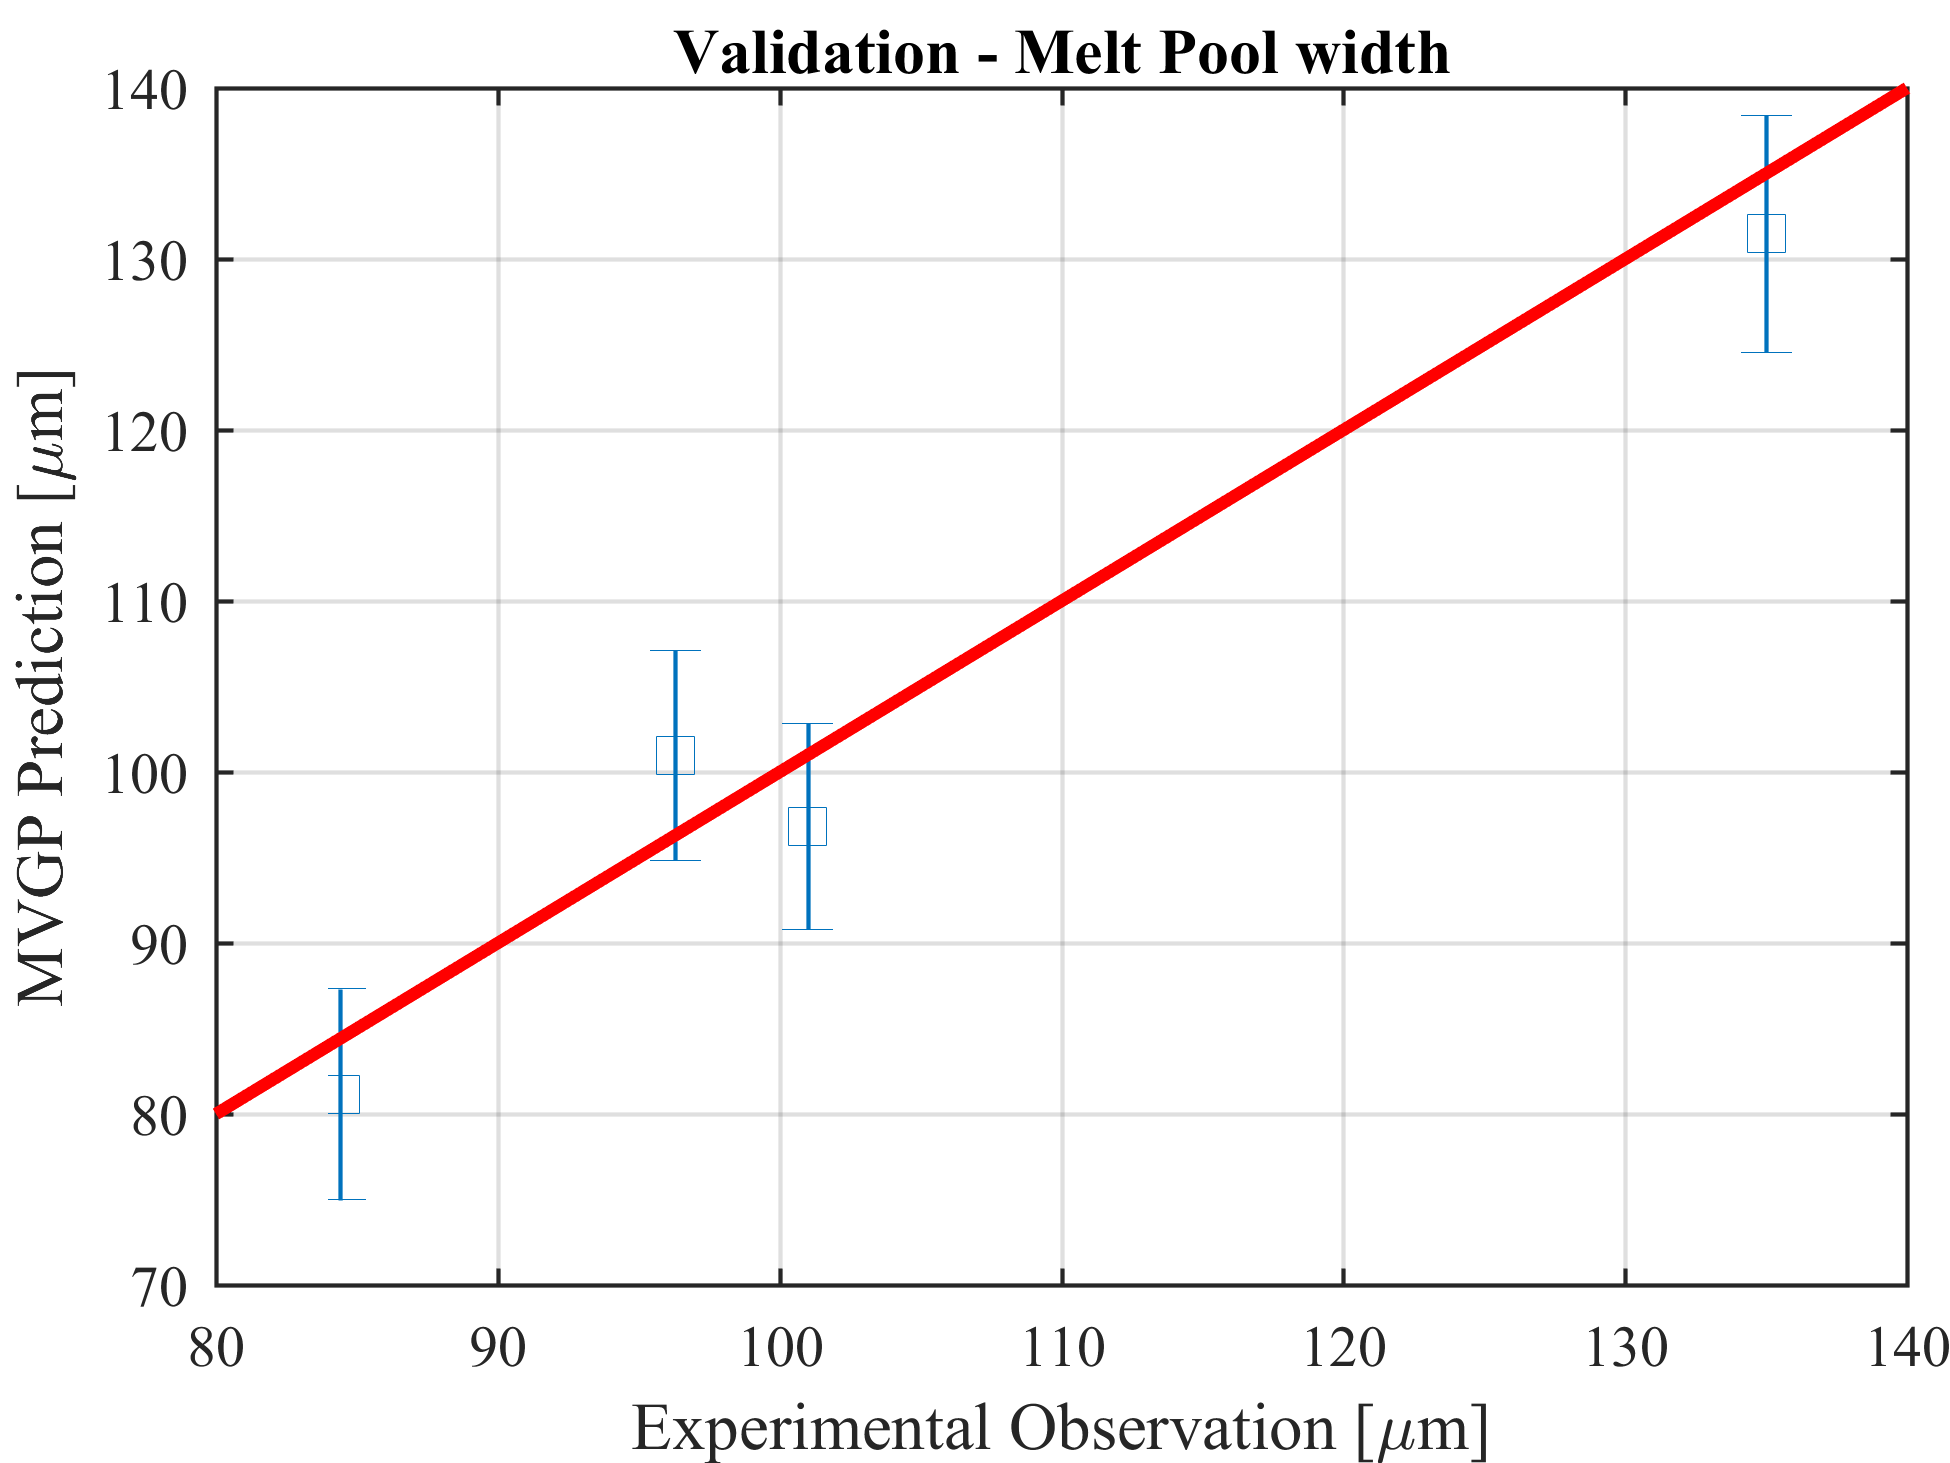 Validation - Melt Pool width
140
130
120
110
100
90
80
70
MVGP Prediction [μm]
80 90 100 110 120 130 140
Experimental Observation [μm]